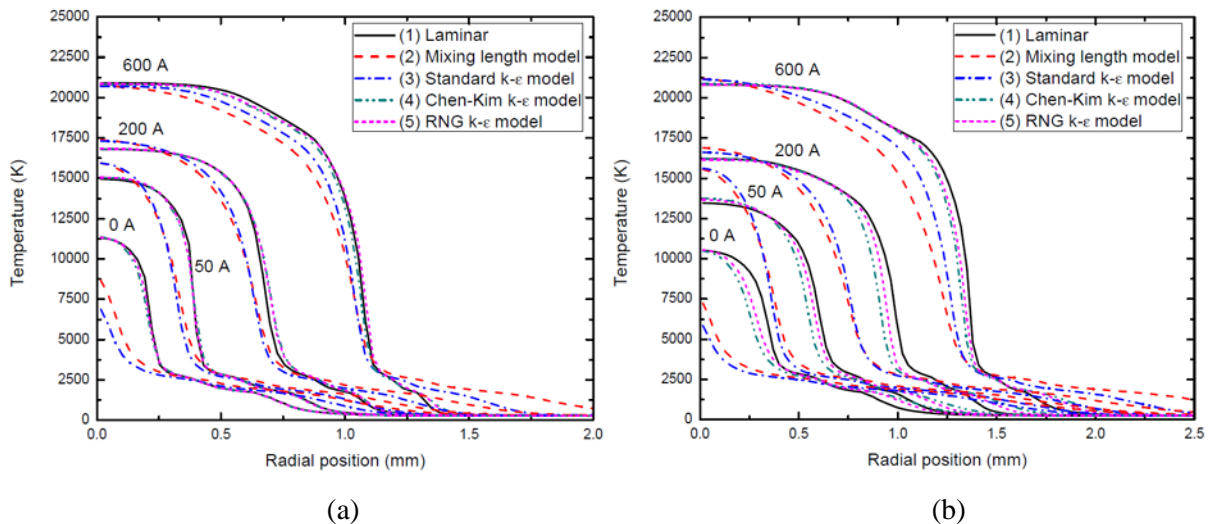 25000
22500
20000
17500
15000
12500
10000
7500
5000
2500
0
Temperature (K)
600 A
200 A
50 A
0 A
(1) Laminar
(2) Mixing length model
(3) Standard k-ε model
(4) Chen-Kim k-ε model
(5) RNG k-ε model
0.0 0.5 1.0 1.5 2.0
Radial position (mm)
(a)
25000
22500
20000
17500
15000
12500
10000
7500
5000
2500
0
Temperature (K)
600 A
200 A
50 A
0 A
(1) Laminar
(2) Mixing length model
(3) Standard k-ε model
(4) Chen-Kim k-ε model
(5) RNG k-ε model
0.0 0.5 1.0 1.5 2.0 2.5
Radial position (mm)
(b)